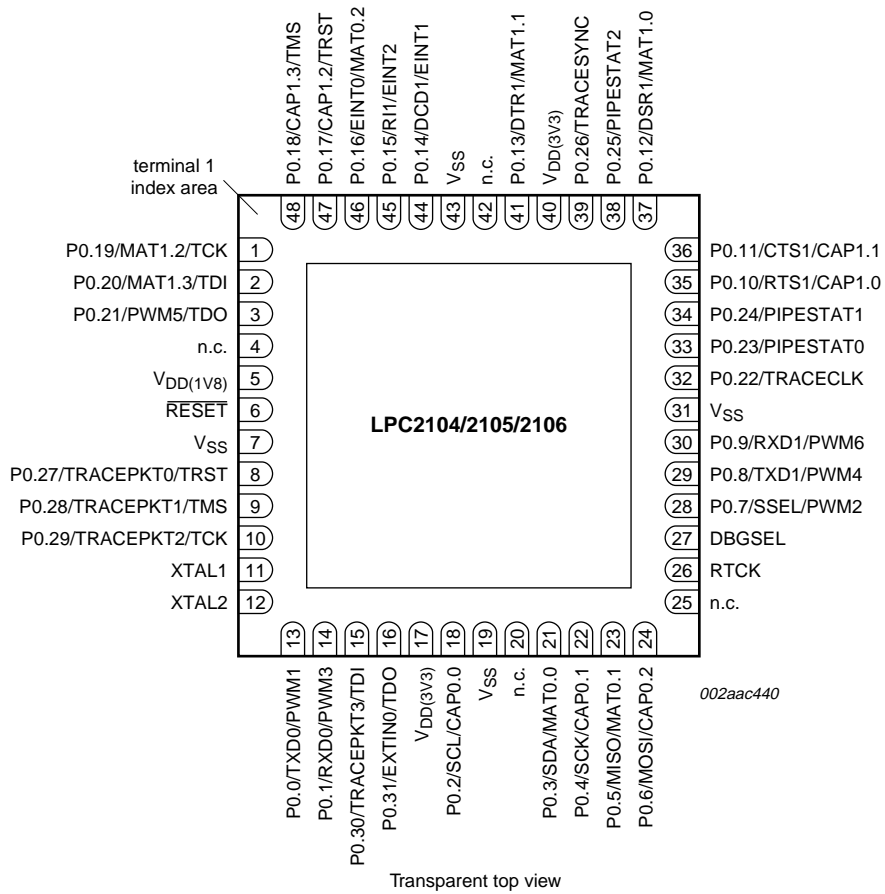 P0.18/CAP1.3/TMS
P0.17/CAP1.2/TRST
P0.16/EINT0/MAT0.2
P0.15/RI1/EINT2
P0.14/DCD1/EINT1
VSS
n.c.
P0.13/DTR1/MAT1.1
VDD(3V3)
P0.26/TRACESYNC
P0.25/PIPESTAT2
P0.12/DSR1/MAT1.0
terminal 1
index area
48
47
46
45
44
43
42
41
40
39
38
37
P0.19/MAT1.2/TCK 1
P0.20/MAT1.3/TDI 2
P0.21/PWM5/TDO 3
n.c. 4
VDD(1V8) 5
RESET 6
VSS 7
P0.27/TRACEPKT0/TRST 8
P0.28/TRACEPKT1/TMS 9
P0.29/TRACEPKT2/TCK 10
XTAL1 11
XTAL2 12
LPC2104/2105/2106
36 P0.11/CTS1/CAP1.1
35 P0.10/RTS1/CAP1.0
34 P0.24/PIPESTAT1
33 P0.23/PIPESTAT0
32 P0.22/TRACECLK
31 VSS
30 P0.9/RXD1/PWM6
29 P0.8/TXD1/PWM4
28 P0.7/SSEL/PWM2
27 DBGSEL
26 RTCK
25 n.c.
13
14
15
16
17
18
19
20
21
22
23
24
P0.0/TXD0/PWM1
P0.1/RXD0/PWM3
P0.30/TRACEPKT3/TDI
P0.31/EXTIN0/TDO
VDD(3V3)
P0.2/SCL/CAP0.0
VSS
n.c.
P0.3/SDA/MAT0.0
P0.4/SCK/CAP0.1
P0.5/MISO/MAT0.1
P0.6/MOSI/CAP0.2
002aac440
Transparent top view